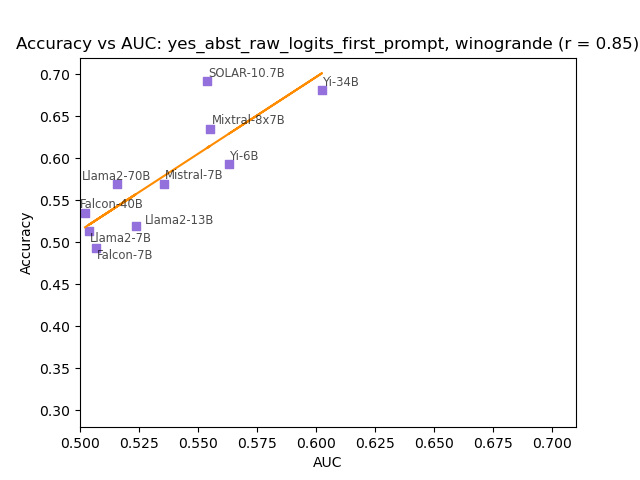 Accuracy vs AUC: yes_abst_raw_logits_first_prompt, winogrande (r = 0.85)
0.70
0.65
0.60
0.55
0.50
0.45
0.40
0.35
0.30
Accuracy
SOLAR-10.7B
Yi-34B
Mixtral-8x7B
Yi-6B
Llama2-70B
Mistral-7B
Falcon-40B
Llama2-13B
Llama2-7B
Falcon-7B
0.500
0.525
0.550
0.575
0.600
0.625
0.650
0.675
0.700
AUC